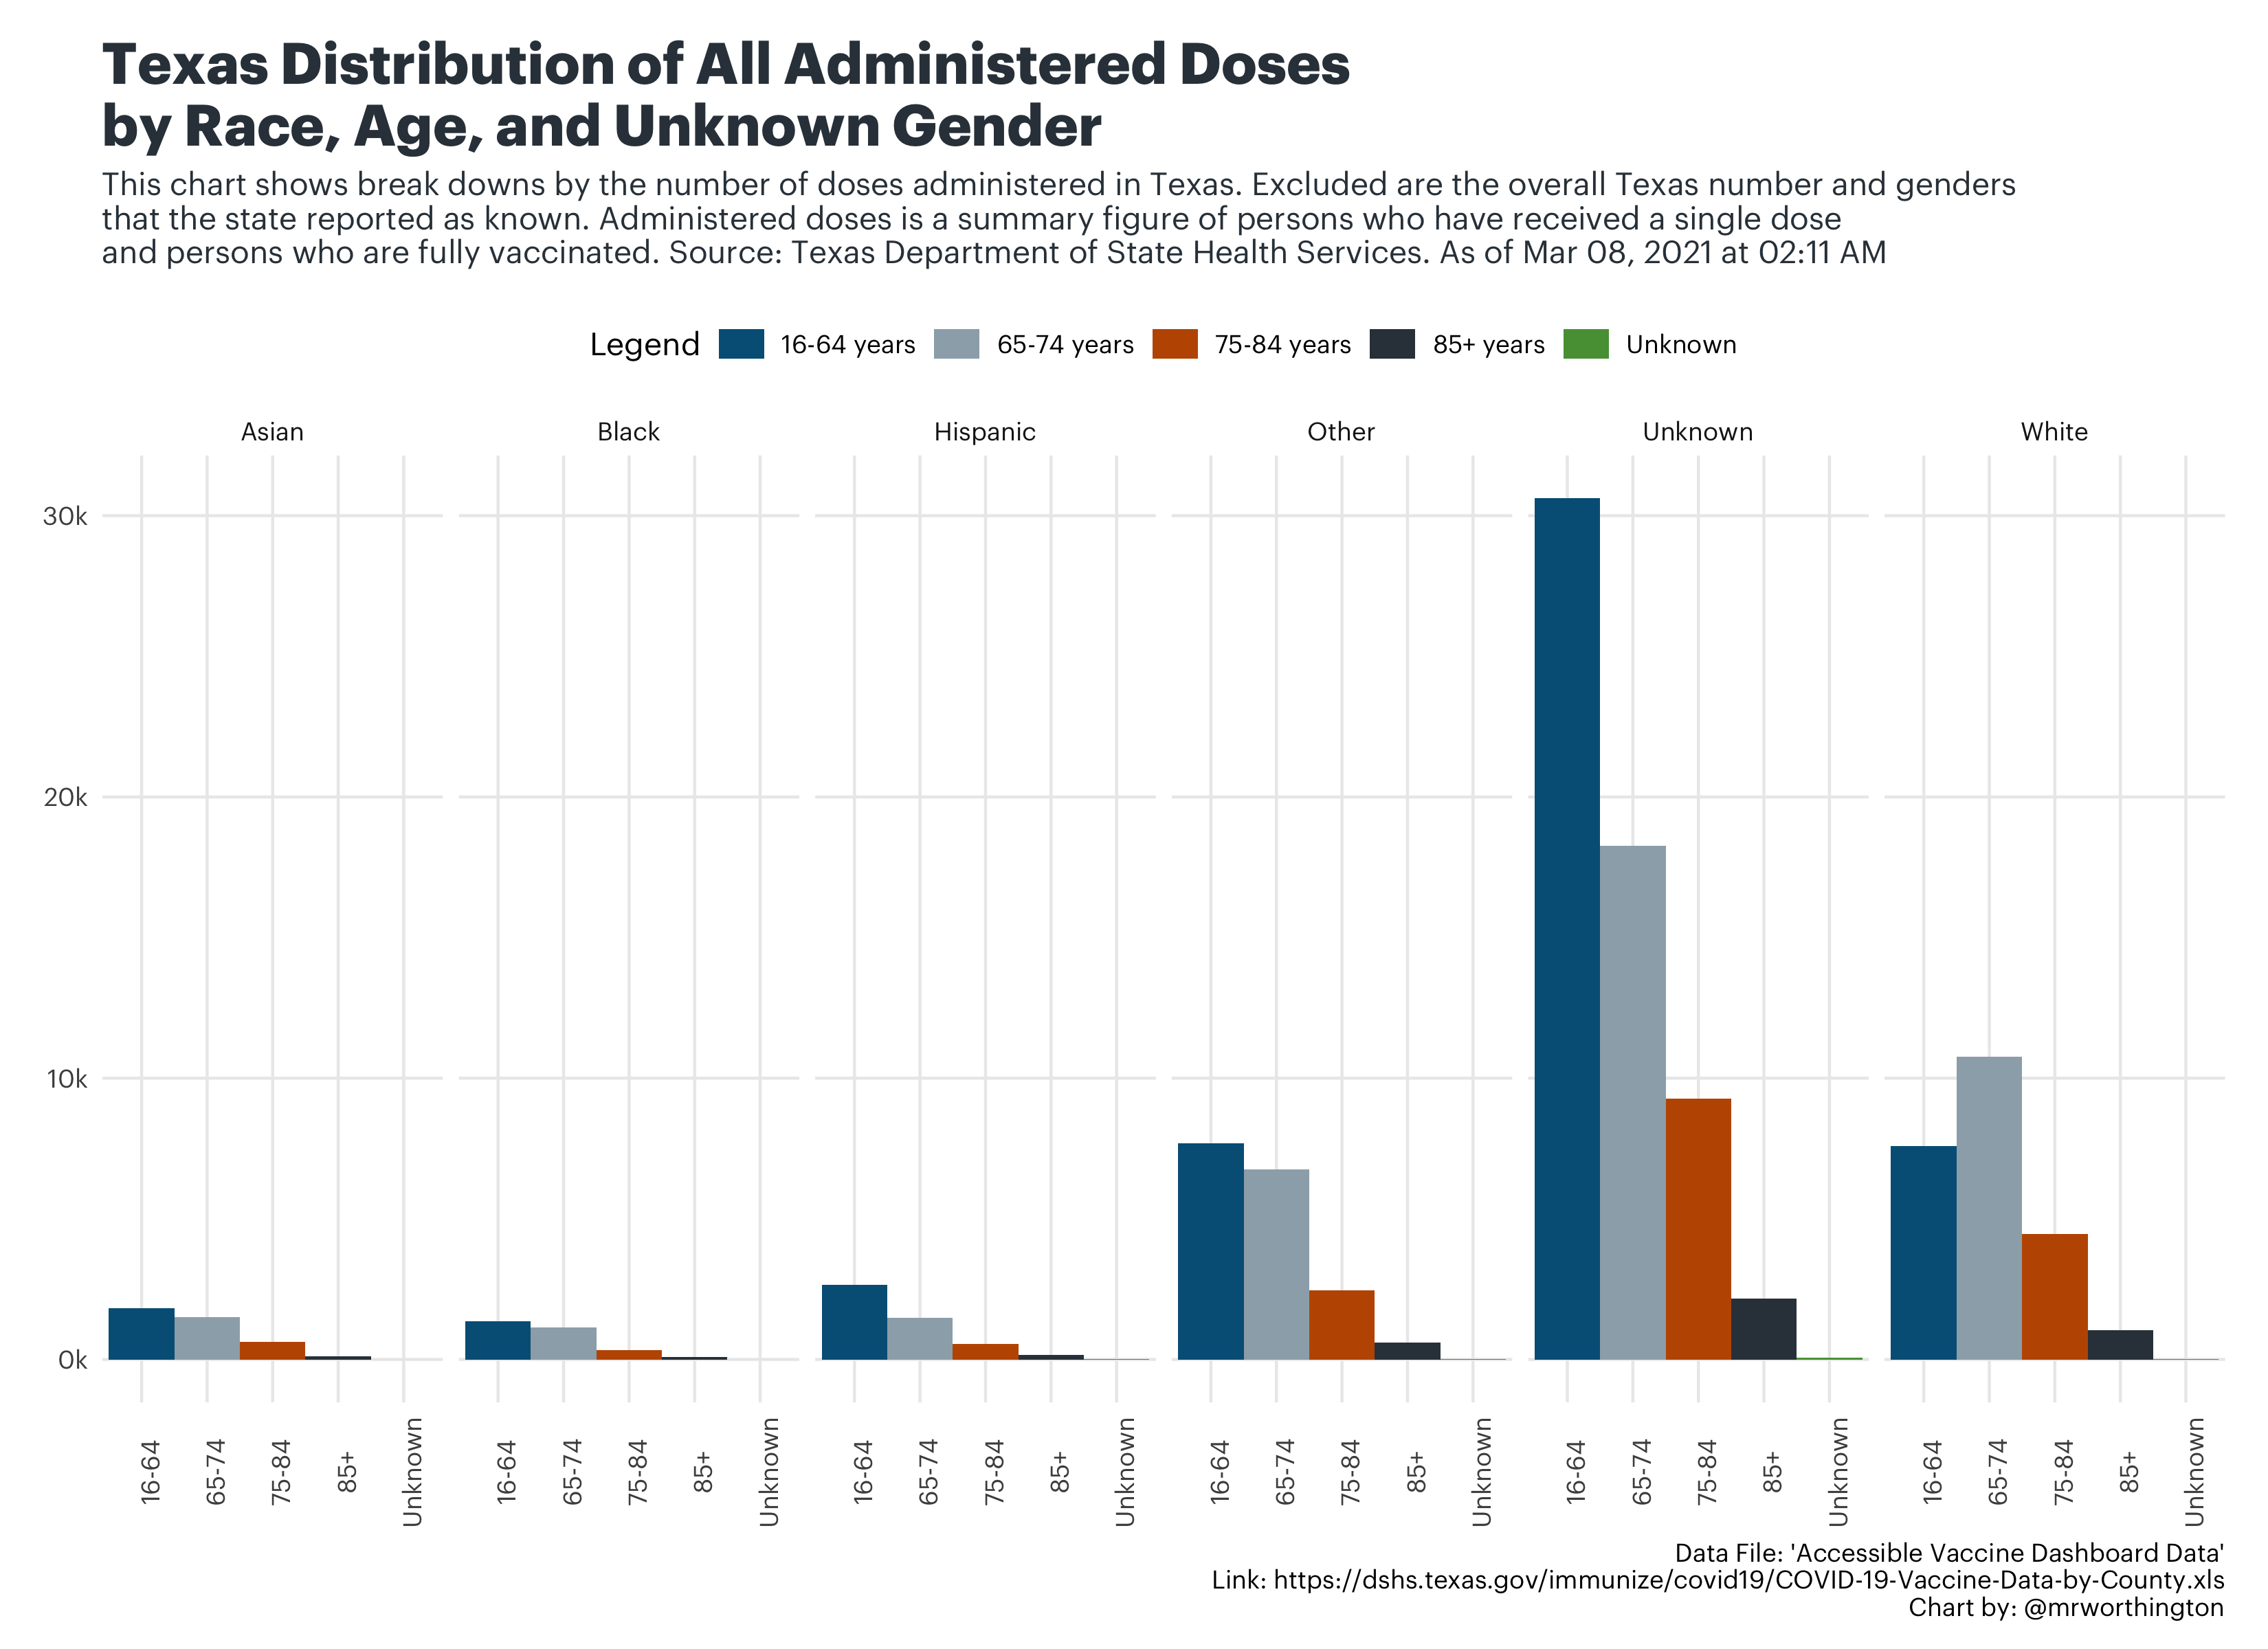 Texas Distribution of All Administered Doses
by Race, Age, and Unknown Gender
This chart shows break downs by the number of doses administered in Texas. Excluded are the overall Texas number and genders
that the state reported as known. Administered doses is a summary figure of persons who have received a single dose
and persons who are fully vaccinated. Source: Texas Department of State Health Services. As of Mar 08, 2021 at 02:11 AM
Legend 16-64 years 65-74 years 75-84 years 85+ years Unknown
Asian Black Hispanic Other Unknown White
30k
20k
10k
0k
16-64 65-74 75-84 85+ Unknown 16-64 65-74 75-84 85+ Unknown 16-64 65-74 75-84 85+ Unknown 16-64 65-74 75-84 85+ Unknown 16-64 65-74 75-84 85+ Unknown 16-64 65-74 75-84 85+ Unknown
Data File: 'Accessible Vaccine Dashboard Data'
Link: https://dshs.texas.gov/immunize/covid19/COVID-19-Vaccine-Data-by-County.xls
Chart by: @mrworthington